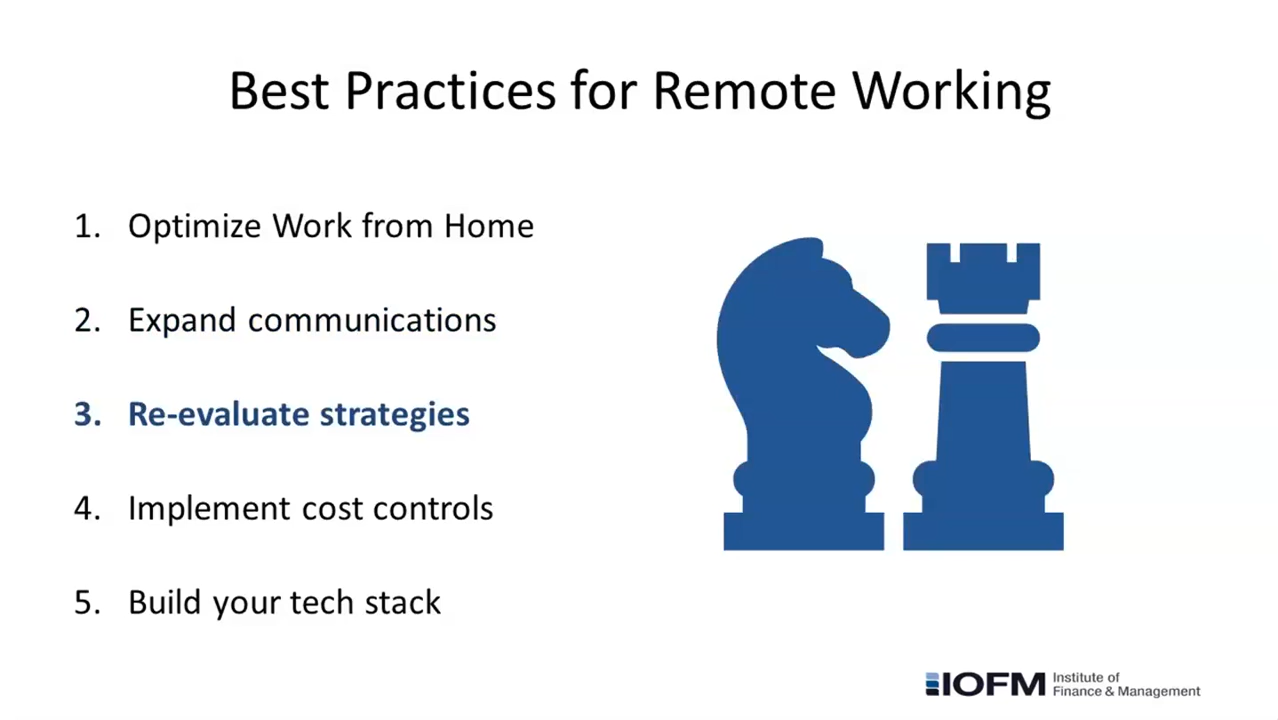 Best Practices for Remote Working
1. Optimize Work from Home
2. Expand communications
3. Re-evaluate strategies
4. Implement cost controls
5. Build your tech stack
IOFM Institute of
Finance & Management